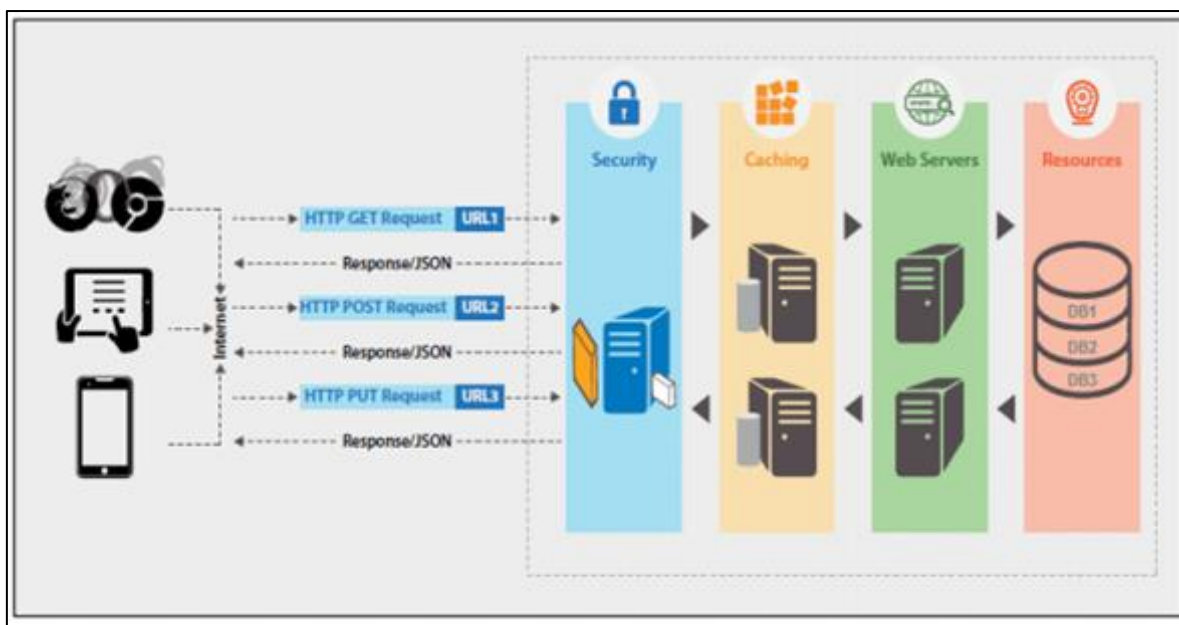 Security
Caching
Web Servers
Resources
HTTP GET Request URL1
Response/JSON
HTTP POST Request URL2
Response/JSON
HTTP PUT Request URL3
Response/JSON
Internet
DB1
DB2
DB3